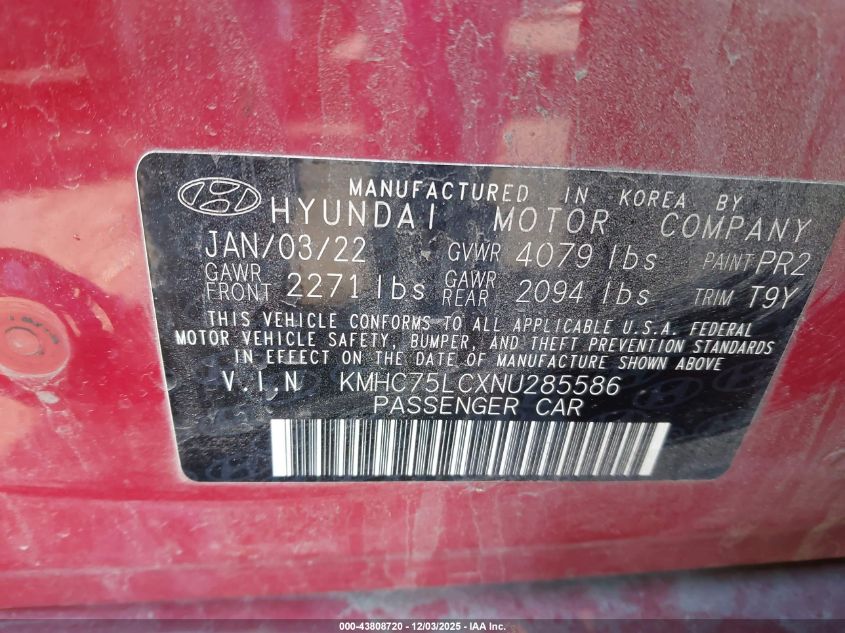 MANUFACTURED IN KOREA BY
HYUNDAI MOTOR COMPANY
JAN/03/22 GVWR 4079 lbs PAINT PR2
GAWR FRONT 2271 lbs GAWR REAR 2094 lbs TRIM T9Y
THIS VEHICLE CONFORMS TO ALL APPLICABLE U.S.A. FEDERAL
MOTOR VEHICLE SAFETY, BUMPER, AND THEFT PREVENTION STANDARDS
IN EFFECT ON THE DATE OF MANUFACTURE SHOWN ABOVE
V.I.N KMHC75LCXNU285586
PASSENGER CAR
000-43808720 - 12/03/2025 - IAA Inc.